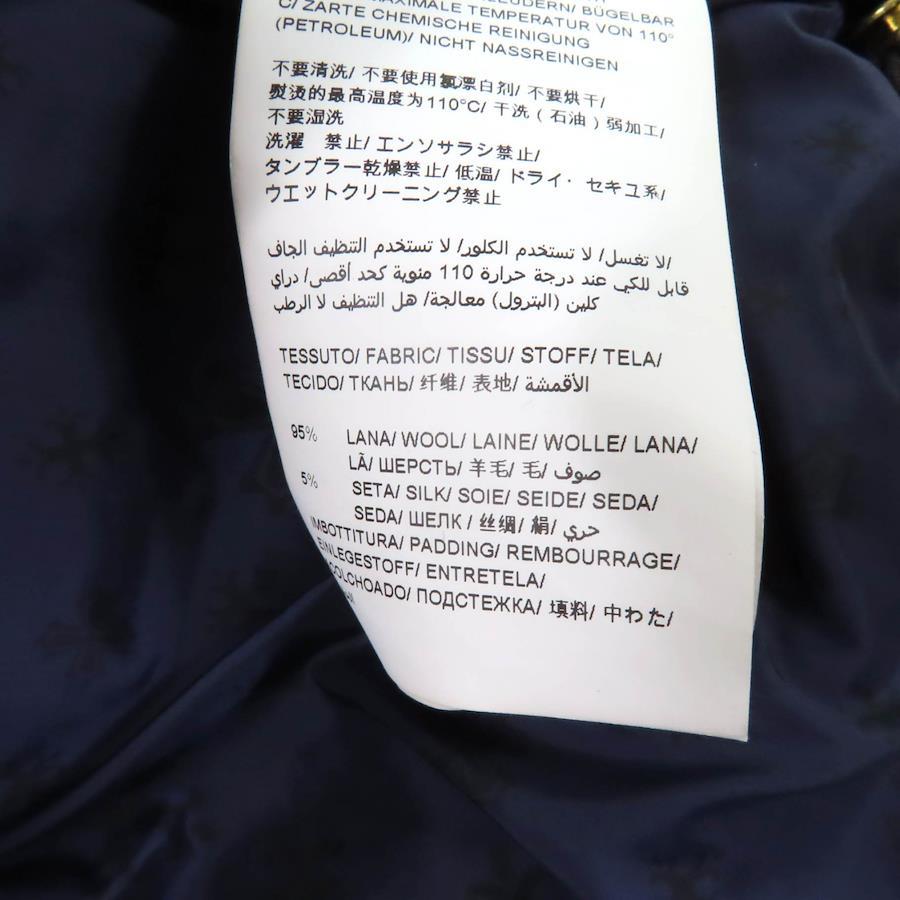 MAXIMALE TEMPERATUR VON 110°
C/ ZARTE CHEMISCHE REINIGUNG
(PETROLEUM)/ NICHT NASSREINIGEN
不要清洗/ 不要使用氯漂白剂/ 不要烘干/
熨烫的最高温度为110°C/ 干洗（石油）弱加工/
不要湿洗
洗濯 禁止/ エンソサラシ禁止/
タンブラー乾燥禁止/ 低温/ ドライ・セキユ系/
ウエットクリーニング禁止
لا تغسل/ لا تستخدم الكلور/ لا تستخدم التنظيف الجاف/
قابل للكي عند درجة حرارة 110 مئوية كحد أقصى/ دراي
كلين (البترول) معالجة/ هل التنظيف لا الرطب
TESSUTO/ FABRIC/ TISSU/ STOFF/ TELA/
TECIDO/ ТКАНЬ/ 纤维/ 表地/ الأقمشة
95% LANA/ WOOL/ LAINE/ WOLLE/ LANA/
LÃ/ ШЕРСТЬ/ 羊毛/ 毛/ صوف
5% SETA/ SILK/ SOIE/ SEIDE/ SEDA/
SEDA/ ШЕЛК / 丝绸/ 絹/ حري
IMBOTTITURA/ PADDING/ REMBOURRAGE/
EINLEGESTOFF/ ENTRETELA/
COLCHOADO/ ПОДСТЕЖКА/ 填料/ 中わた/